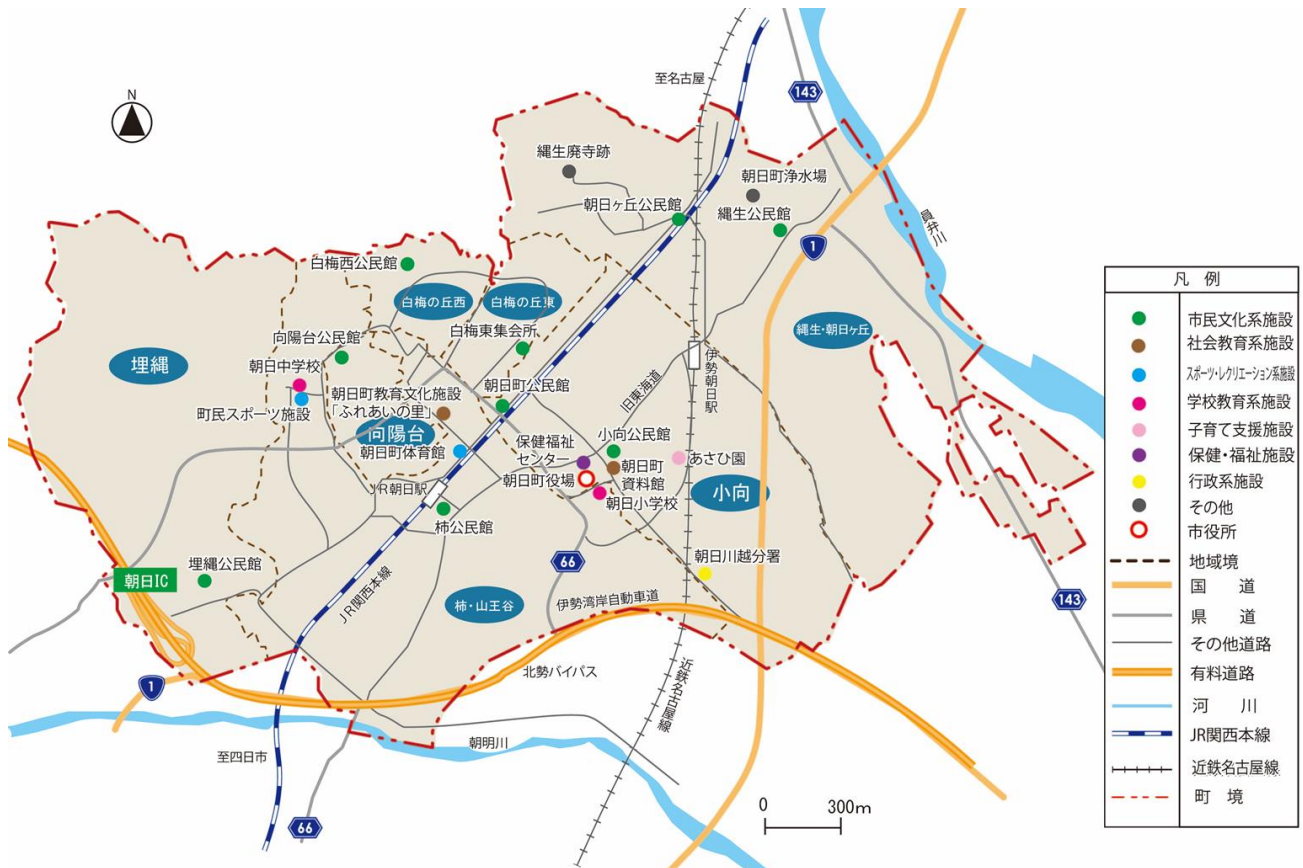 N
至名古屋
143
縄生廃寺跡
朝日町浄水場
朝日ヶ丘公民館
縄生公民館
員弁川
1
白梅西公民館
白梅の丘西
白梅の丘東
縄生・朝日ヶ丘
白梅東集会所
向陽台公民館
埋縄
朝日中学校
伊勢朝日駅
旧東海道
朝日町公民館
朝日町教育文化施設
「ふれあいの里」
町民スポーツ施設
向陽台
朝日町体育館
保健福祉
センター
小向公民館
あさひ園
朝日町
資料館
朝日町役場
朝日小学校
小向
JR朝日駅
柿公民館
66
朝日川越分署
埋縄公民館
朝日IC
JR関西本線
柿・山王谷
伊勢湾岸自動車道
143
北勢バイパス
近鉄名古屋線
1
朝明川
至四日市
66
0 300m
凡 例
市民文化系施設
社会教育系施設
スポーツ・レクリエーション系施設
学校教育系施設
子育て支援施設
保健・福祉施設
行政系施設
その他
市役所
地域境
国 道
県 道
その他道路
有料道路
河 川
JR関西本線
近鉄名古屋線
町 境